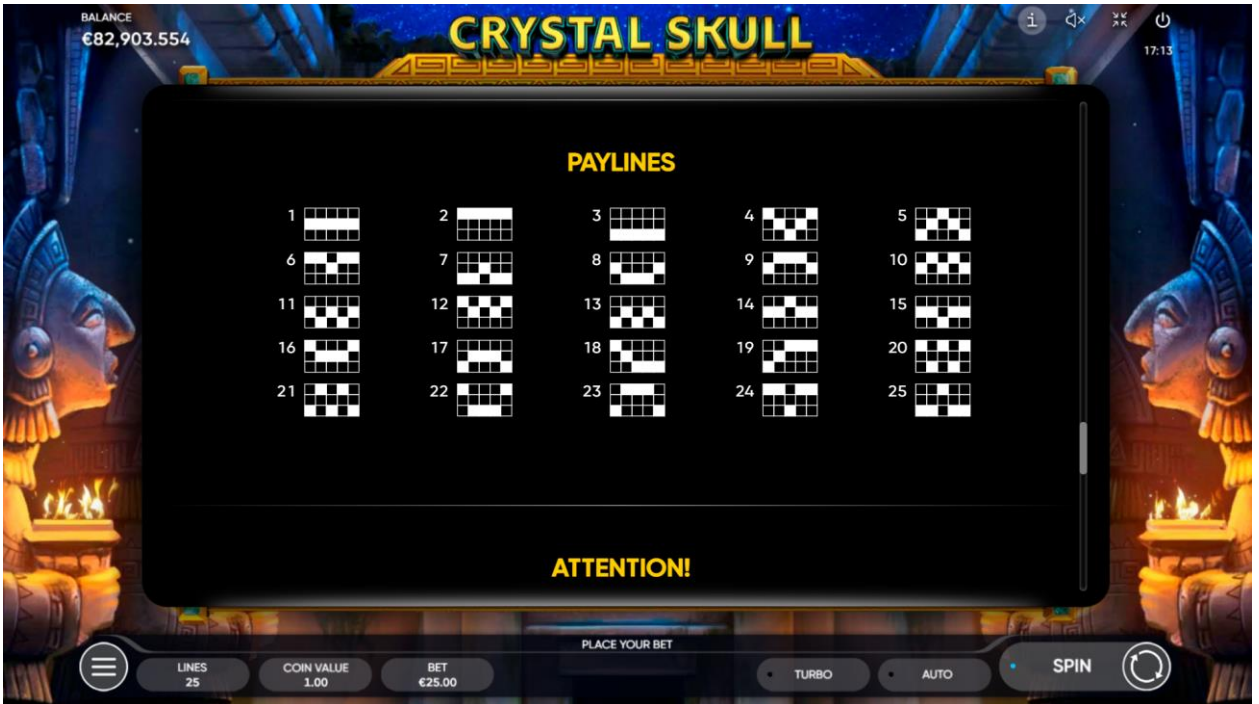 BALANCE
€82,903.554
CRYSTAL SKULL
i
17:13
PAYLINES
1 2 3 4 5
6 7 8 9 10
11 12 13 14 15
16 17 18 19 20
21 22 23 24 25
ATTENTION!
PLACE YOUR BET
LINES
25
COIN VALUE
1.00
BET
€25.00
TURBO
AUTO
SPIN